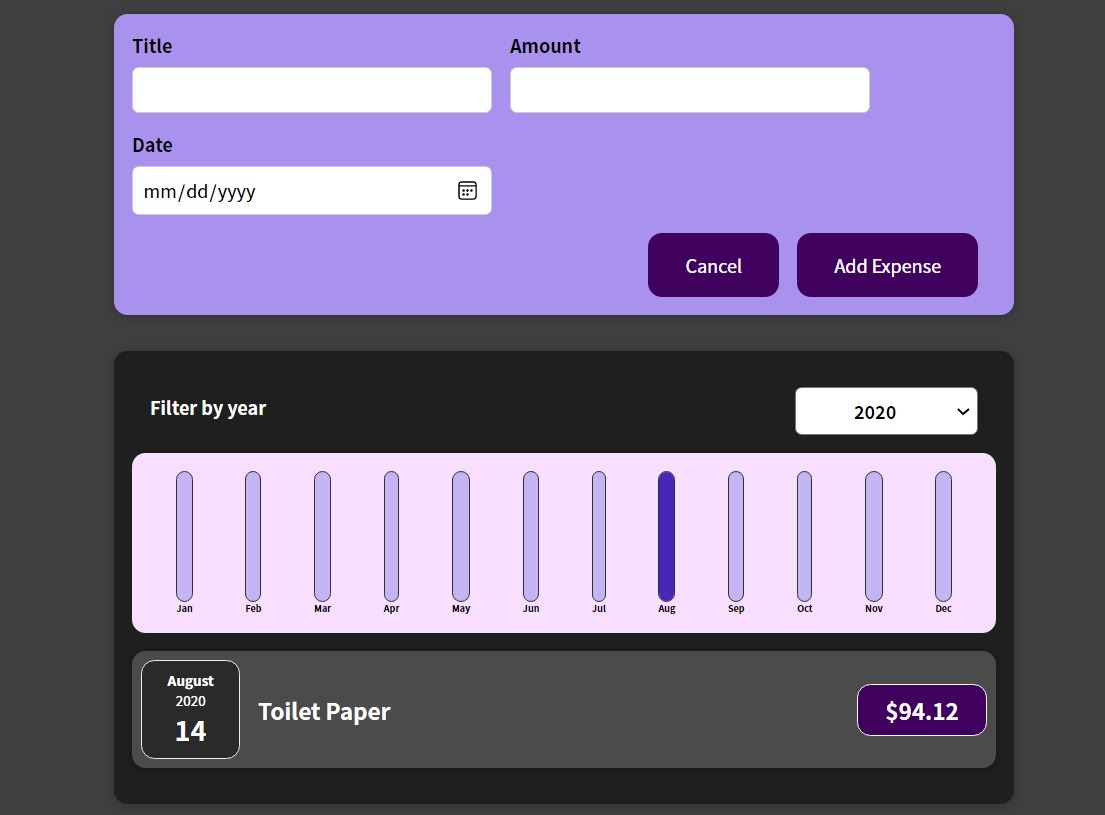 Title
Amount
Date
mm/dd/yyyy
Cancel
Add Expense
Filter by year
2020
Jan Feb Mar Apr May Jun Jul Aug Sep Oct Nov Dec
August
2020
14
Toilet Paper
$94.12